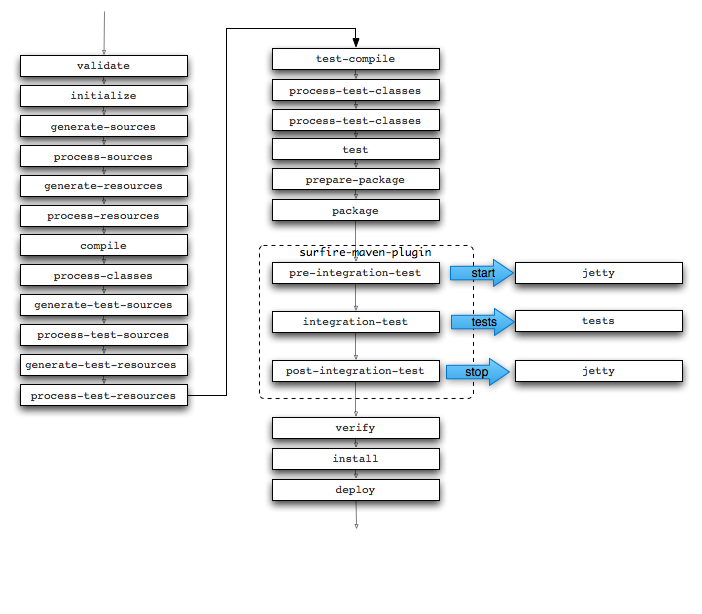 validate
initialize
generate-sources
process-sources
generate-resources
process-resources
compile
process-classes
generate-test-sources
process-test-sources
generate-test-resources
process-test-resources
test-compile
process-test-classes
process-test-classes
test
prepare-package
package
surfire-maven-plugin
pre-integration-test
start
jetty
integration-test
tests
tests
post-integration-test
stop
jetty
verify
install
deploy